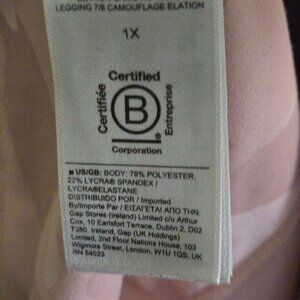 LEGGING 7/8 CAMOUFLAGE ELATION
1X
Certified
Certifiée
B
Entreprise
Corporation
■ US/GB: BODY: 78% POLYESTER,
22% LYCRA® SPANDEX /
LYCRA®ELASTANE
DISTRIBUIDO POR / Imported
By/Importe Par / ΕΙΣΑΓΕΤΑΙ ΑΠΟ ΤΗΝ:
Gap Stores (Ireland) Limited c/o Arthur
Cox, 10 Earlsfort Terrace, Dublin 2, D02
T380, Ireland, Gap (UK Holdings)
Limited, 2nd Floor Nations House, 103
Wigmore Street, London, W1U 1QS, UK
RN 54023